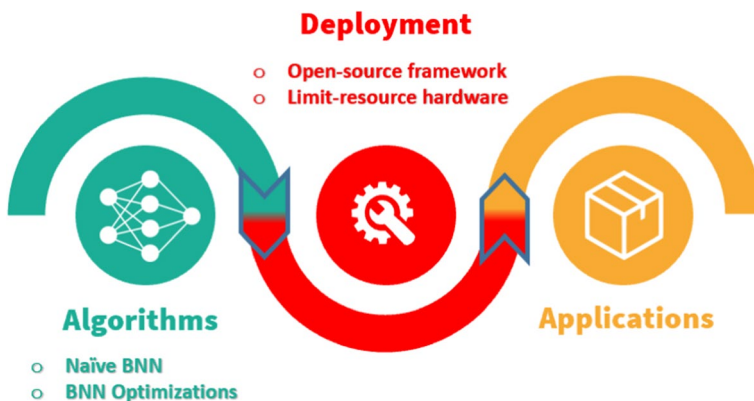 Deployment
o Open-source framework
o Limit-resource hardware
Algorithms
o Naïve BNN
o BNN Optimizations
Applications